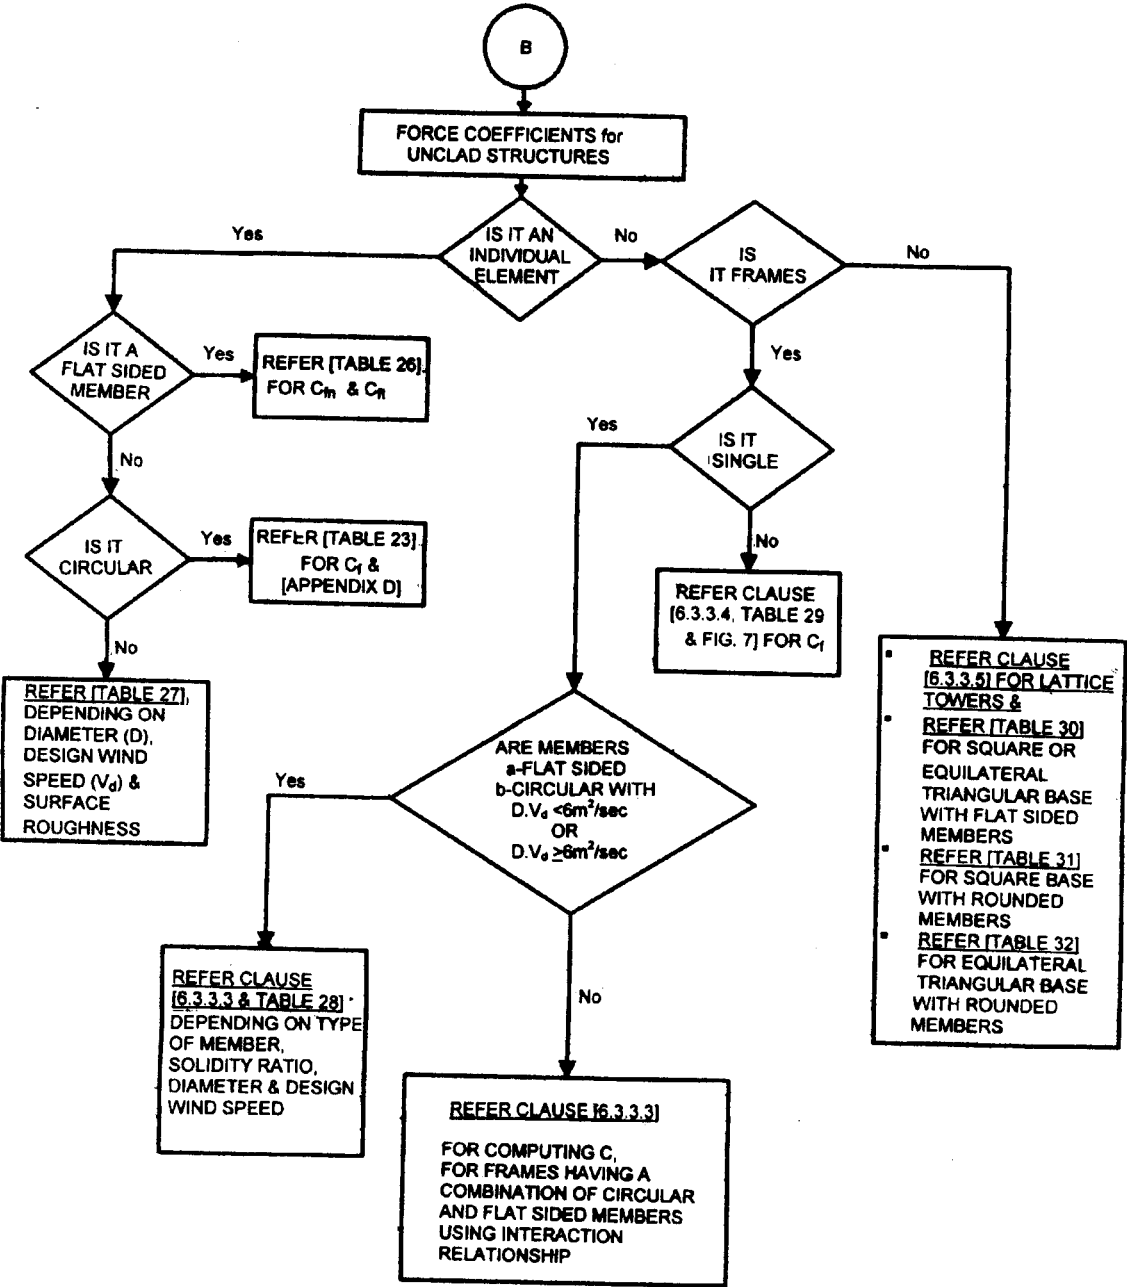 B
FORCE COEFFICIENTS for
UNCLAD STRUCTURES
IS IT AN
INDIVIDUAL
ELEMENT
Yes
No
IS
IT FRAMES
No
IS IT A
FLAT SIDED
MEMBER
Yes
REFER [TABLE 26].
FOR Cfn & Cft
Yes
No
IS IT
SINGLE
Yes
IS IT
CIRCULAR
Yes
REFER [TABLE 23]
FOR Cf &
[APPENDIX D]
No
REFER CLAUSE
[6.3.3.4, TABLE 29
& FIG. 7] FOR Cf
No
REFER [TABLE 27],
DEPENDING ON
DIAMETER (D),
DESIGN WIND
SPEED (Vd) &
SURFACE
ROUGHNESS
REFER CLAUSE
[6.3.3.5] FOR LATTICE
TOWERS &
REFER [TABLE 30]
FOR SQUARE OR
EQUILATERAL
TRIANGULAR BASE
WITH FLAT SIDED
MEMBERS
REFER [TABLE 31]
FOR SQUARE BASE
WITH ROUNDED
MEMBERS
REFER [TABLE 32]
FOR EQUILATERAL
TRIANGULAR BASE
WITH ROUNDED
MEMBERS
ARE MEMBERS
a-FLAT SIDED
b-CIRCULAR WITH
D.Vd <6m²/sec
OR
D.Vd ≥6m²/sec
Yes
No
REFER CLAUSE
[6.3.3.3 & TABLE 28]
DEPENDING ON TYPE
OF MEMBER,
SOLIDITY RATIO,
DIAMETER & DESIGN
WIND SPEED
REFER CLAUSE [6.3.3.3]
FOR COMPUTING C,
FOR FRAMES HAVING A
COMBINATION OF CIRCULAR
AND FLAT SIDED MEMBERS
USING INTERACTION
RELATIONSHIP